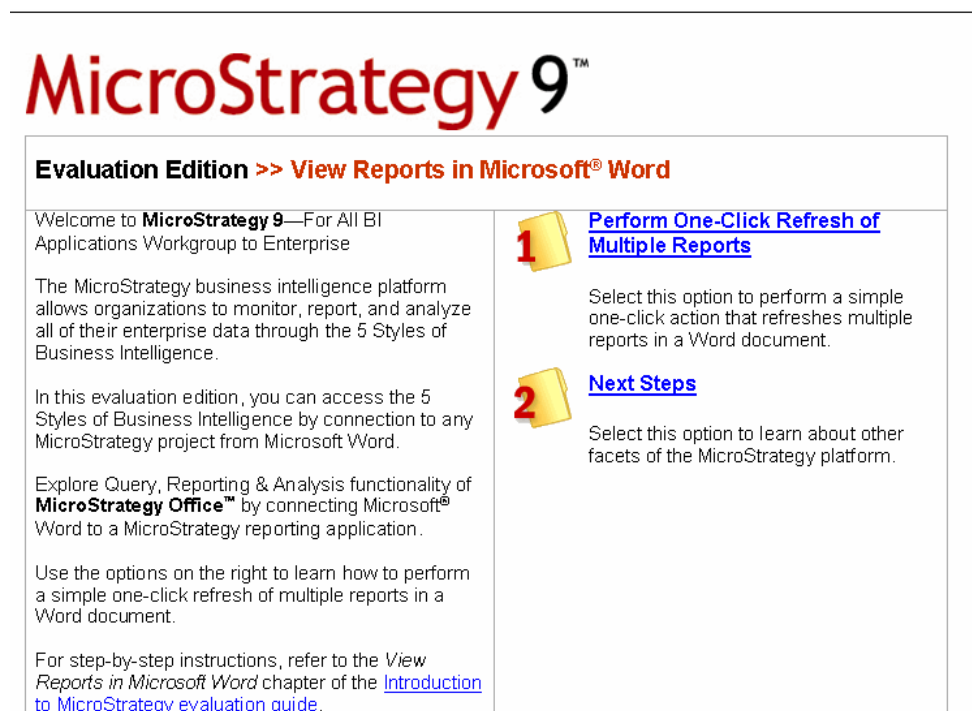 MicroStrategy 9™
Evaluation Edition >> View Reports in Microsoft® Word
Welcome to MicroStrategy 9—For All BI
Applications Workgroup to Enterprise
The MicroStrategy business intelligence platform
allows organizations to monitor, report, and analyze
all of their enterprise data through the 5 Styles of
Business Intelligence.
In this evaluation edition, you can access the 5
Styles of Business Intelligence by connection to any
MicroStrategy project from Microsoft Word.
Explore Query, Reporting & Analysis functionality of
MicroStrategy Office™ by connecting Microsoft®
Word to a MicroStrategy reporting application.
Use the options on the right to learn how to perform
a simple one-click refresh of multiple reports in a
Word document.
For step-by-step instructions, refer to the View
Reports in Microsoft Word chapter of the Introduction
to MicroStrategy evaluation guide.
1
Perform One-Click Refresh of
Multiple Reports
Select this option to perform a simple
one-click action that refreshes multiple
reports in a Word document.
2
Next Steps
Select this option to learn about other
facets of the MicroStrategy platform.